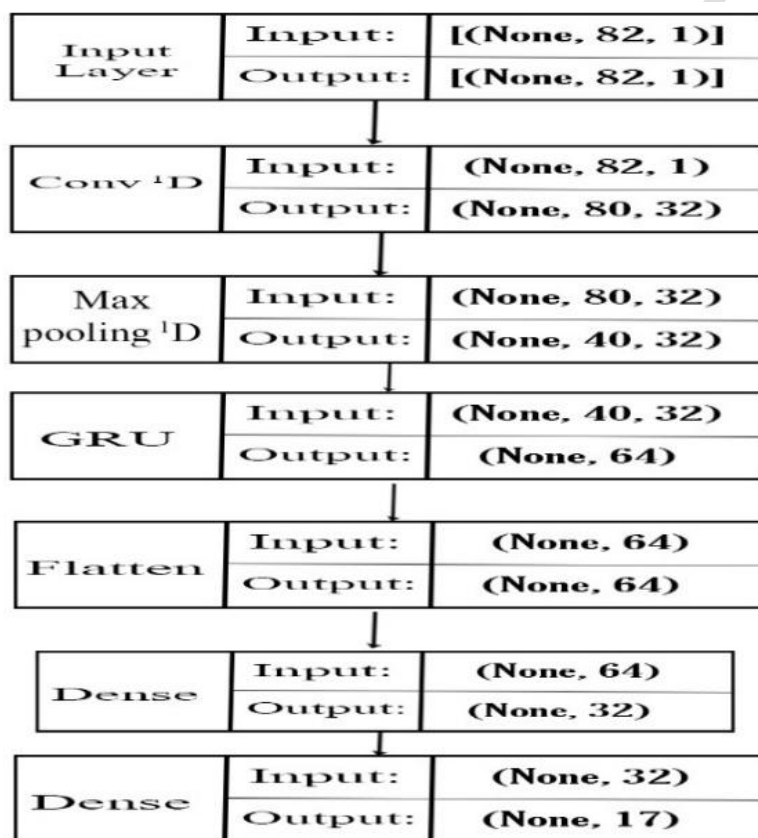 Input Layer
Input: [(None, 82, 1)]
Output: [(None, 82, 1)]
Conv ¹D
Input: (None, 82, 1)
Output: (None, 80, 32)
Max pooling ¹D
Input: (None, 80, 32)
Output: (None, 40, 32)
GRU
Input: (None, 40, 32)
Output: (None, 64)
Flatten
Input: (None, 64)
Output: (None, 64)
Dense
Input: (None, 64)
Output: (None, 32)
Dense
Input: (None, 32)
Output: (None, 17)